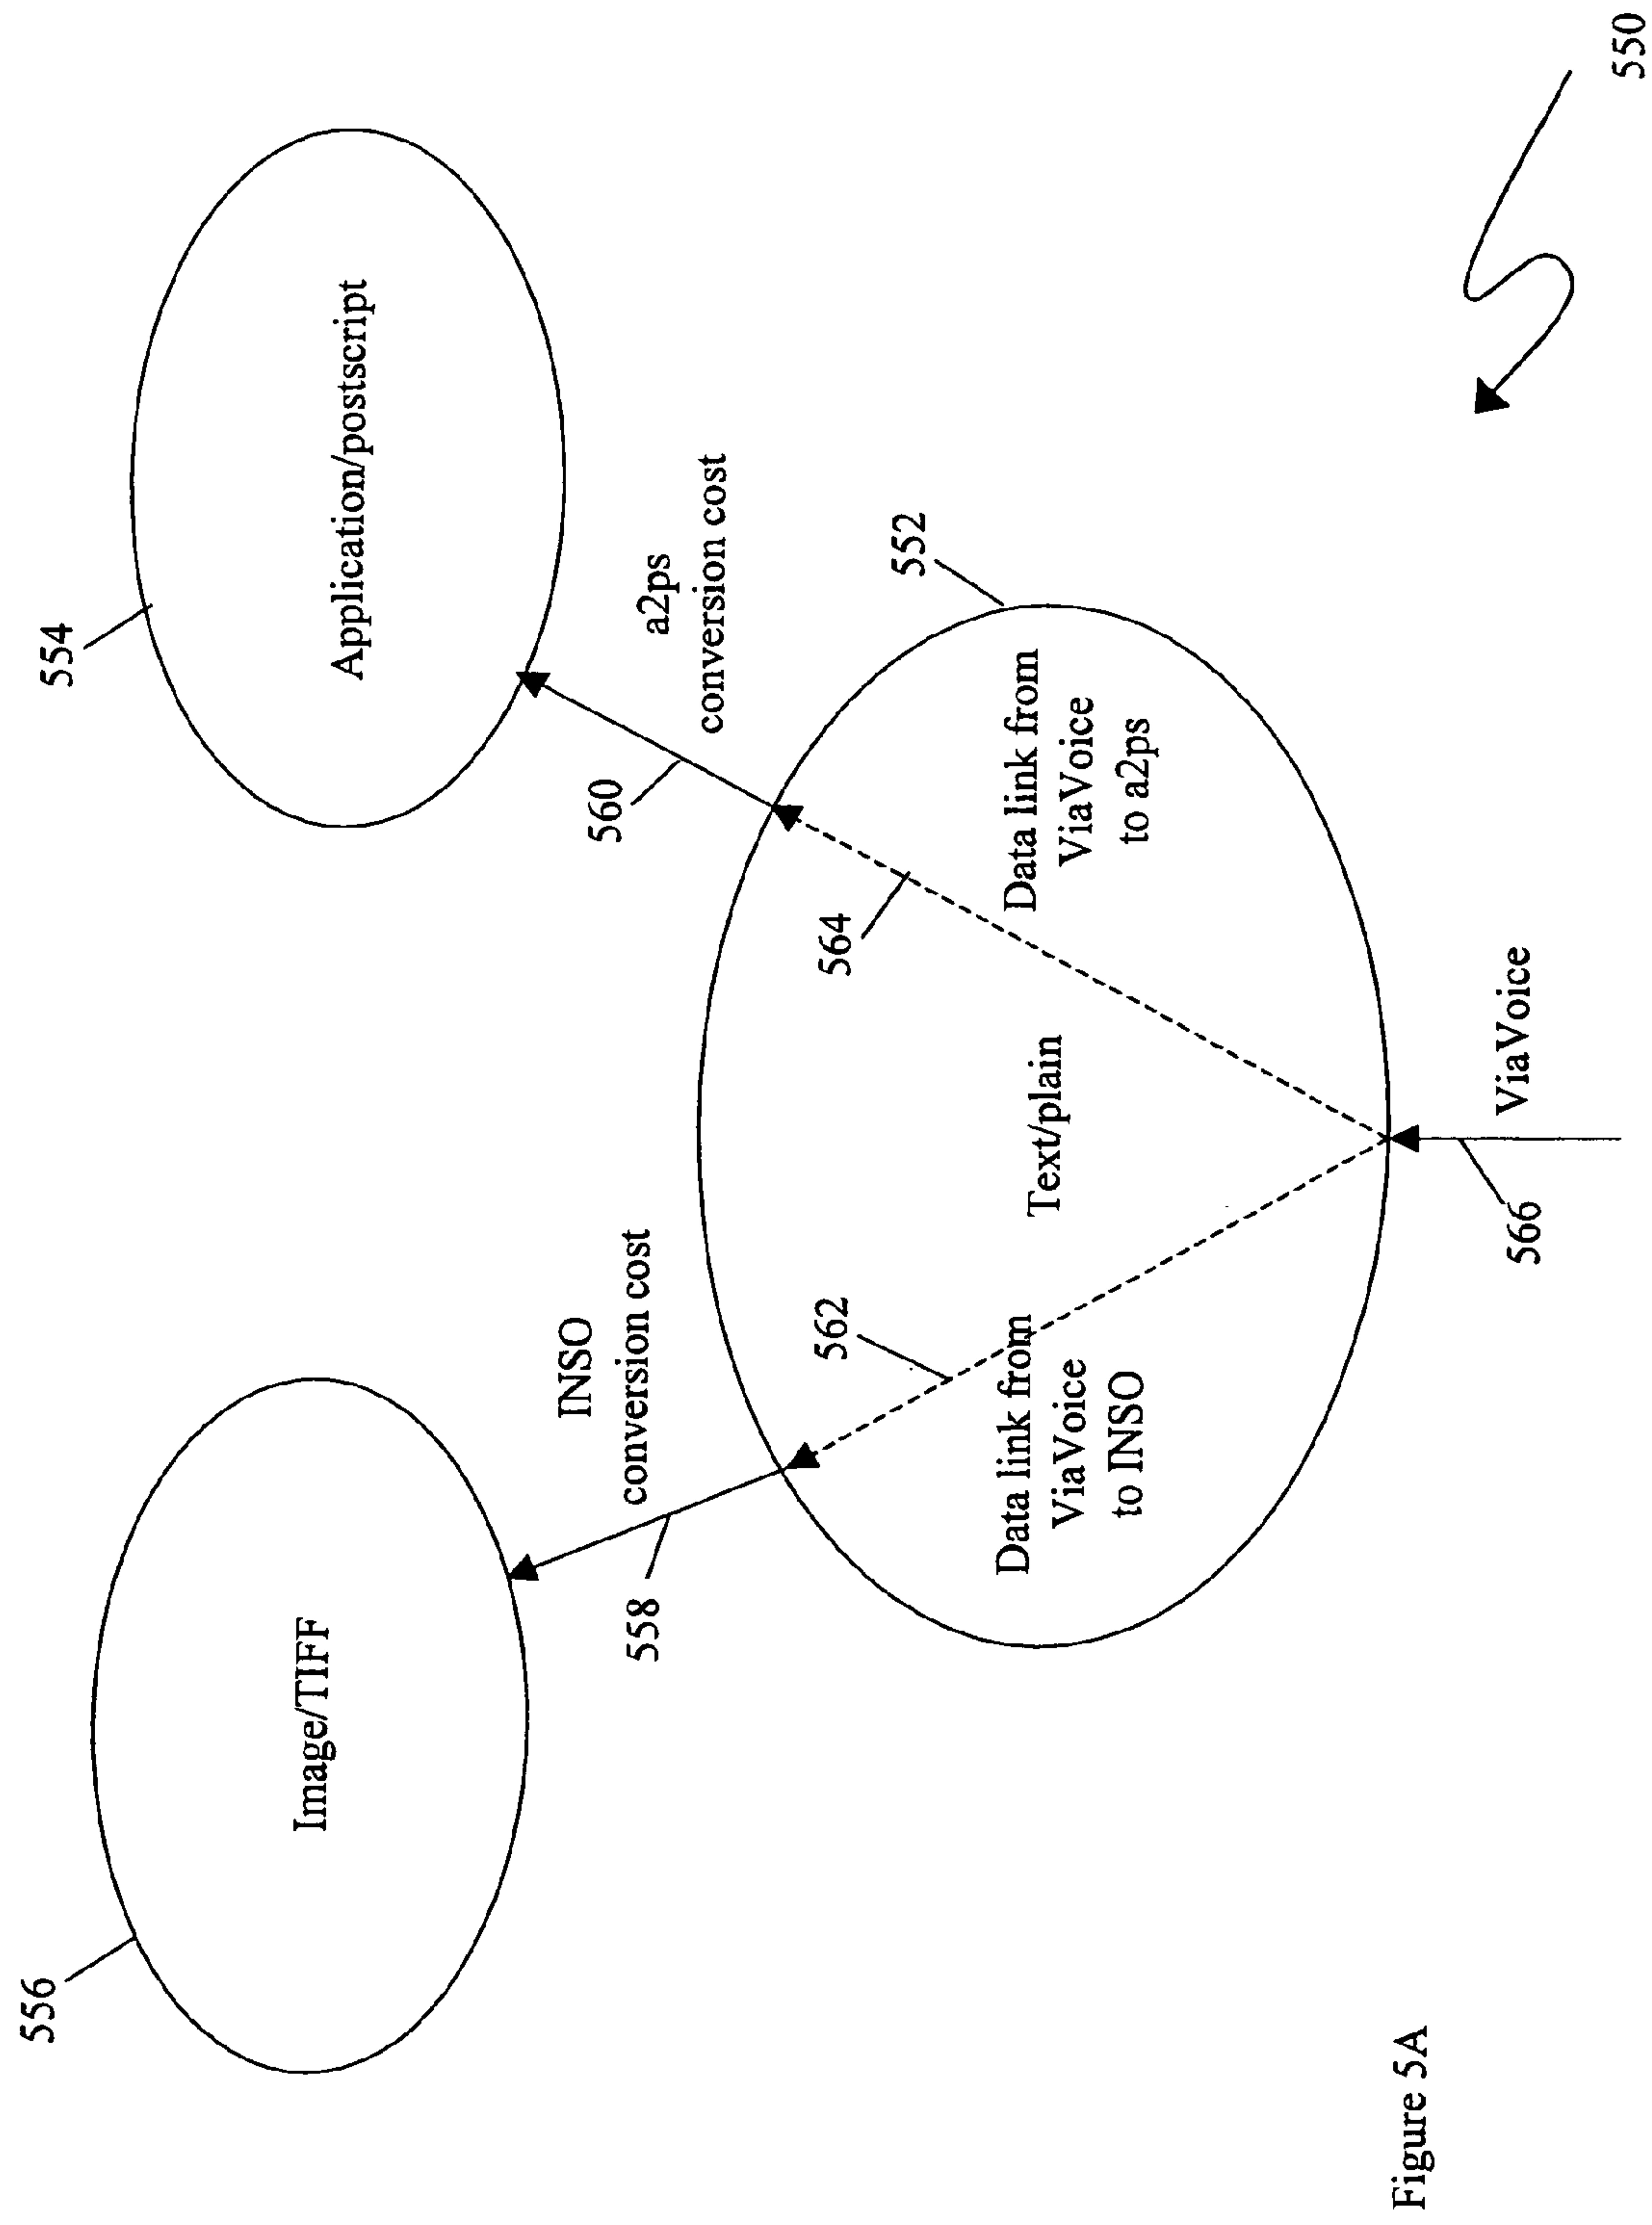 556
554
Image/TIFF
Application/postscript
INSO
conversion cost
a2ps
conversion cost
558
560
552
562
564
Data link from
ViaVoice
to INSO
Text/plain
Data link from
ViaVoice
to a2ps
566
ViaVoice
550
Figure 5A